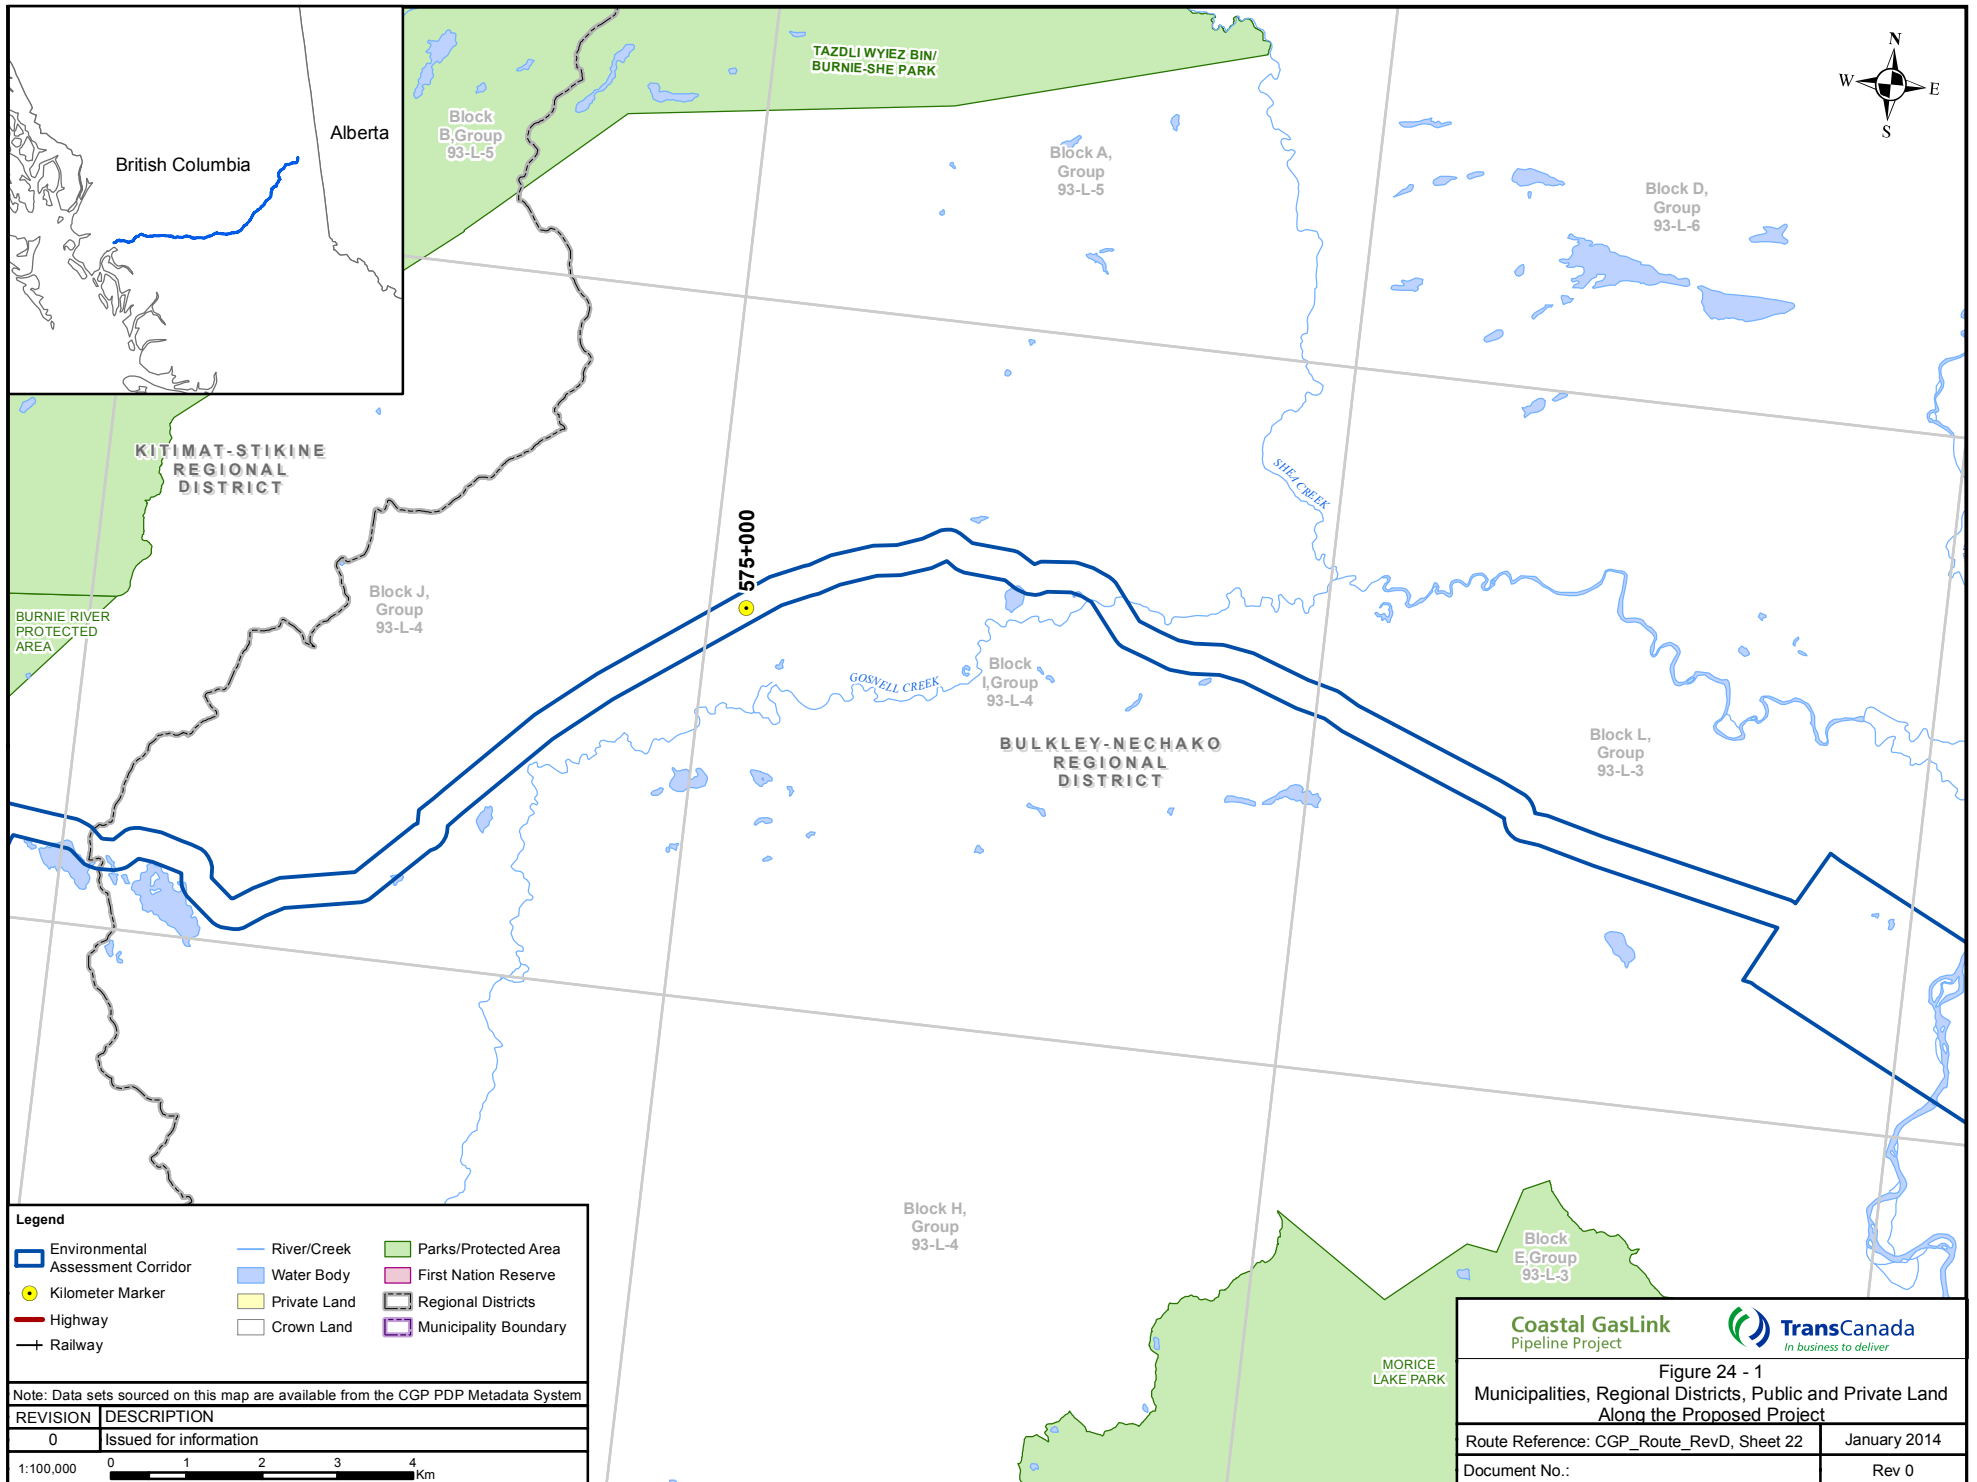 British Columbia
Alberta
TAZDLI WYIEZ BIN/
BURNIE-SHE PARK
N
W
E
S
Block
B,Group
93-L-5
Block A,
Group
93-L-5
Block D,
Group
93-L-6
KITIMAT-STIKINE
REGIONAL
DISTRICT
SHEA CREEK
575+000
BURNIE RIVER
PROTECTED
AREA
Block J,
Group
93-L-4
GOSNELL CREEK
Block
I,Group
93-L-4
BULKLEY-NECHAKO
REGIONAL
DISTRICT
Block L,
Group
93-L-3
Block H,
Group
93-L-4
Block
E,Group
93-L-3
MORICE
LAKE PARK
Legend
Environmental
Assessment Corridor
Kilometer Marker
Highway
Railway
River/Creek
Water Body
Private Land
Crown Land
Parks/Protected Area
First Nation Reserve
Regional Districts
Municipality Boundary
Note: Data sets sourced on this map are available from the CGP PDP Metadata System
REVISION DESCRIPTION
0 Issued for information
1:100,000 0 1 2 3 4 Km
Coastal GasLink
Pipeline Project
TransCanada
In business to deliver
Figure 24 - 1
Municipalities, Regional Districts, Public and Private Land
Along the Proposed Project
Route Reference: CGP_Route_RevD, Sheet 22 January 2014
Document No.: Rev 0